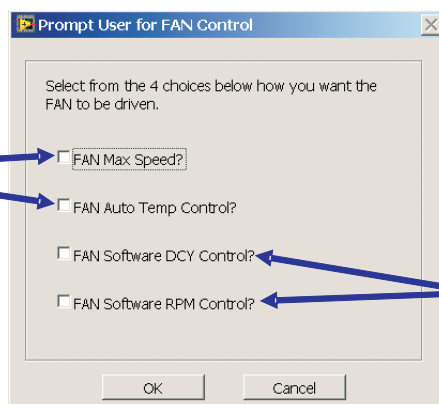 Prompt User for FAN Control
Select from the 4 choices below how you want the
FAN to be driven.
FAN Max Speed?
FAN Auto Temp Control?
FAN Software DCY Control?
FAN Software RPM Control?
OK
Cancel